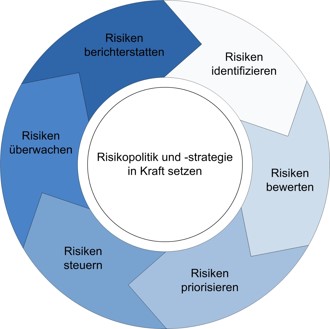 Risiken
berichterstatten
Risiken
identifizieren
Risiken
bewerten
Risiken
priorisieren
Risiken
steuern
Risiken
überwachen
Risikopolitik und -strategie
in Kraft setzen